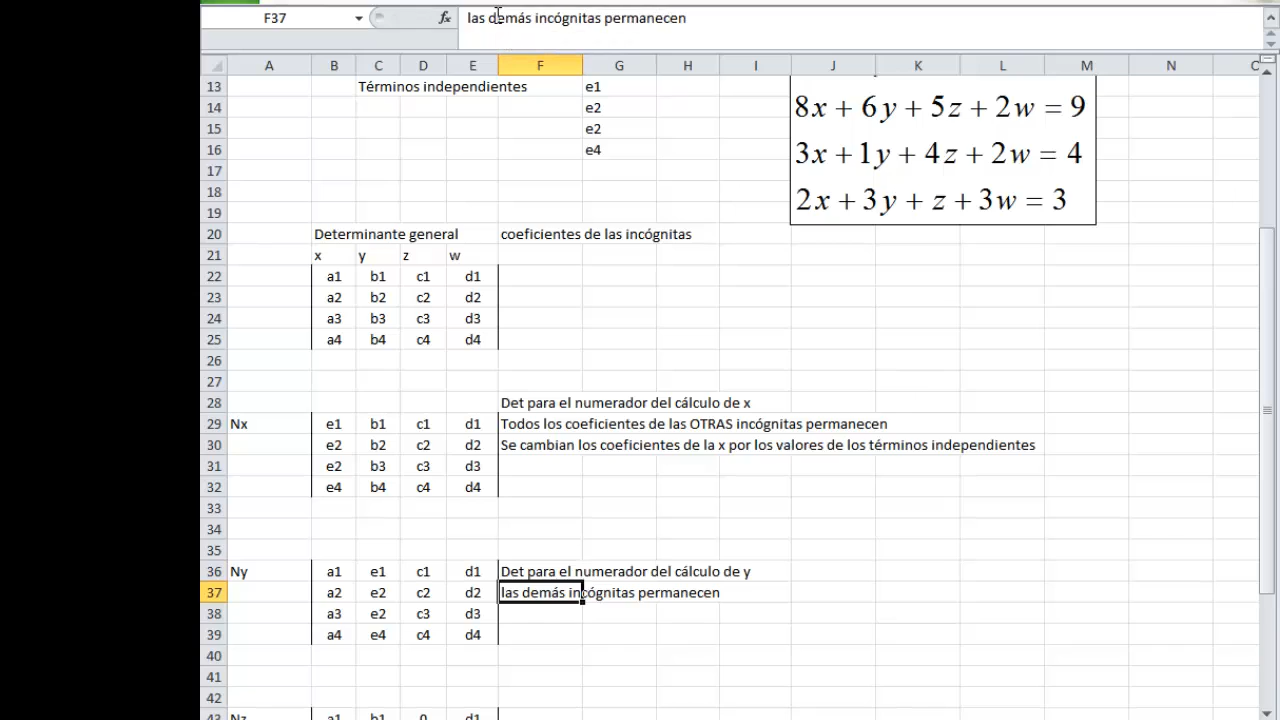 F37 fx las demás incógnitas permanecen
A B C D E F G H I J K L M N
13 Términos independientes e1
14 e2
15 e2
16 e4
17
18
19
8x + 6y + 5z + 2w = 9
3x + 1y + 4z + 2w = 4
2x + 3y + z + 3w = 3
20 Determinante general coeficientes de las incógnitas
21 x y z w
22 a1 b1 c1 d1
23 a2 b2 c2 d2
24 a3 b3 c3 d3
25 a4 b4 c4 d4
26
27
28 Det para el numerador del cálculo de x
29 Nx e1 b1 c1 d1 Todos los coeficientes de las OTRAS incógnitas permanecen
30 e2 b2 c2 d2 Se cambian los coeficientes de la x por los valores de los términos independientes
31 e2 b3 c3 d3
32 e4 b4 c4 d4
33
34
35
36 Ny a1 e1 c1 d1 Det para el numerador del cálculo de y
37 a2 e2 c2 d2 las demás incógnitas permanecen
38 a3 e2 c3 d3
39 a4 e4 c4 d4
40
41
42
43 Nz a1 b1 d1